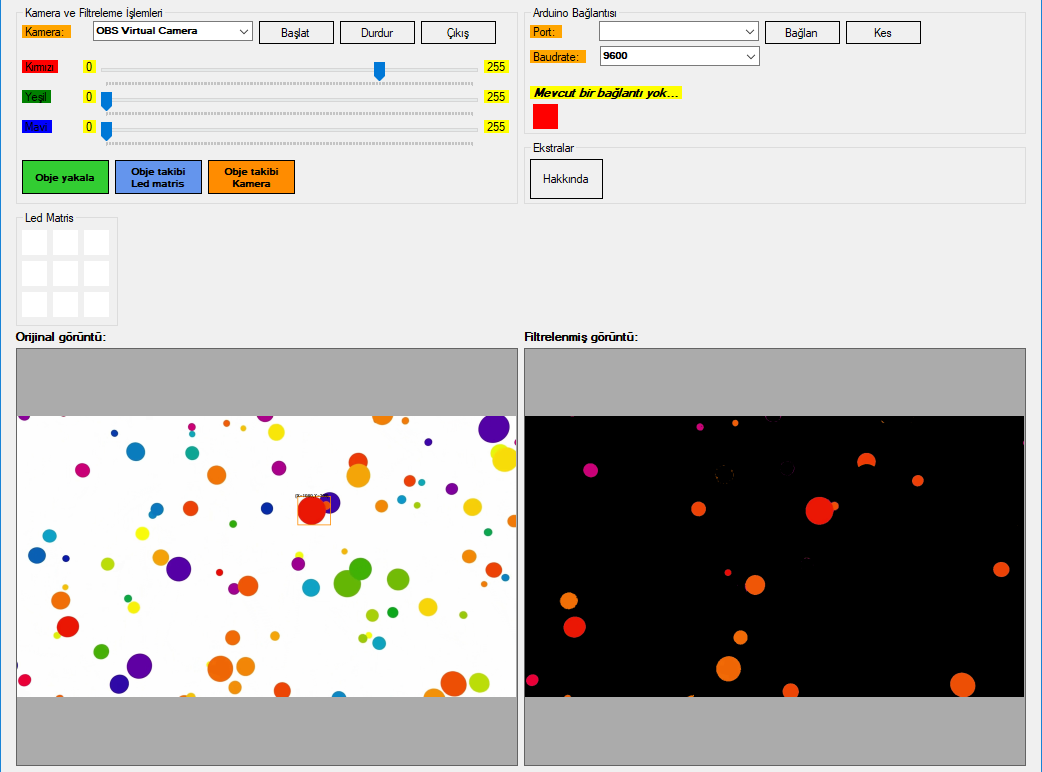 Kamera ve Filtreleme İşlemleri
Kamera:
OBS Virtual Camera
Başlat
Durdur
Çıkış
Kırmızı
0
255
Yeşil
0
255
Mavi
0
255
Obje yakala
Obje takibi
Led matris
Obje takibi
Kamera
Arduino Bağlantısı
Port:
Bağlan
Kes
Baudrate:
9600
Mevcut bir bağlantı yok...
Ekstralar
Hakkında
Led Matris
Orijinal görüntü:
Filtrelenmiş görüntü: